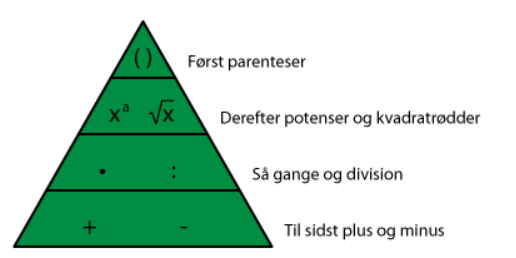 ( ) Først parenteser
xᵃ √x Derefter potenser og kvadratrødder
· : Så gange og division
+ - Til sidst plus og minus